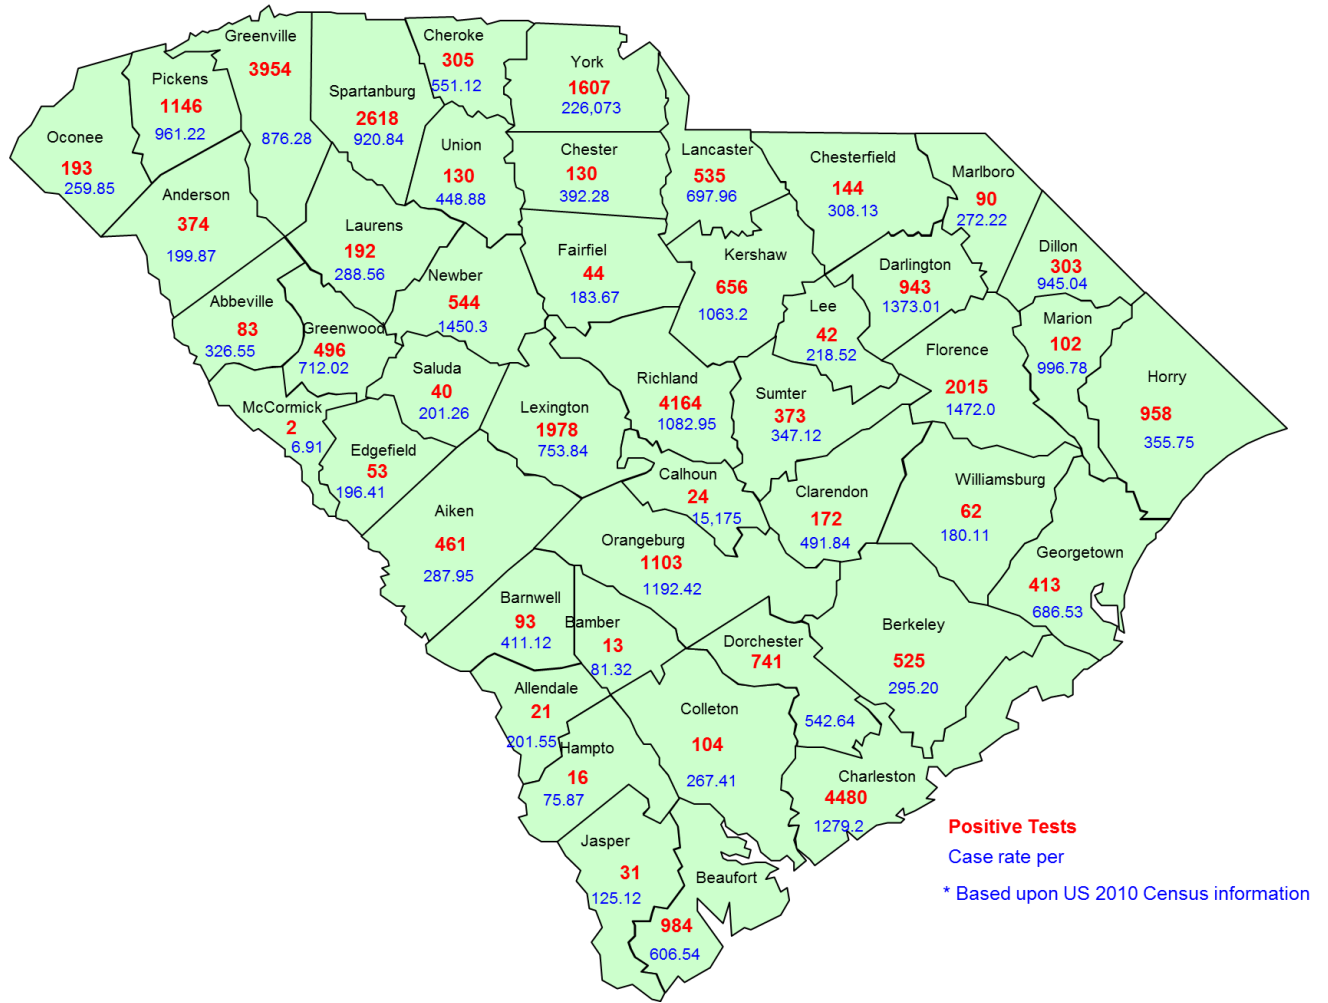 Greenville
3954
876.28
Cheroke
305
551.12
York
1607
226,073
Pickens
1146
961.22
Spartanburg
2618
920.84
Oconee
193
259.85
Union
130
448.88
Chester
130
392.28
Lancaster
535
697.96
Chesterfield
144
308.13
Marlboro
90
272.22
Anderson
374
199.87
Laurens
192
288.56
Newber
544
1450.3
Fairfiel
44
183.67
Kershaw
656
1063.2
Darlington
943
1373.01
Dillon
303
945.04
Abbeville
83
326.55
Greenwood
496
712.02
Lee
42
218.52
Marion
102
996.78
Florence
2015
1472.0
Horry
958
355.75
Saluda
40
201.26
Richland
4164
1082.95
Sumter
373
347.12
McCormick
2
6.91
Lexington
1978
753.84
Edgefield
53
196.41
Calhoun
24
15,175
Clarendon
172
491.84
Williamsburg
62
180.11
Aiken
461
287.95
Orangeburg
1103
1192.42
Georgetown
413
686.53
Barnwell
93
411.12
Bamber
13
81.32
Dorchester
741
542.64
Berkeley
525
295.20
Allendale
21
201.55
Colleton
104
267.41
Hampto
16
75.87
Charleston
4480
1279.2
Jasper
31
125.12
Beaufort
984
606.54
Positive Tests
Case rate per
* Based upon US 2010 Census information